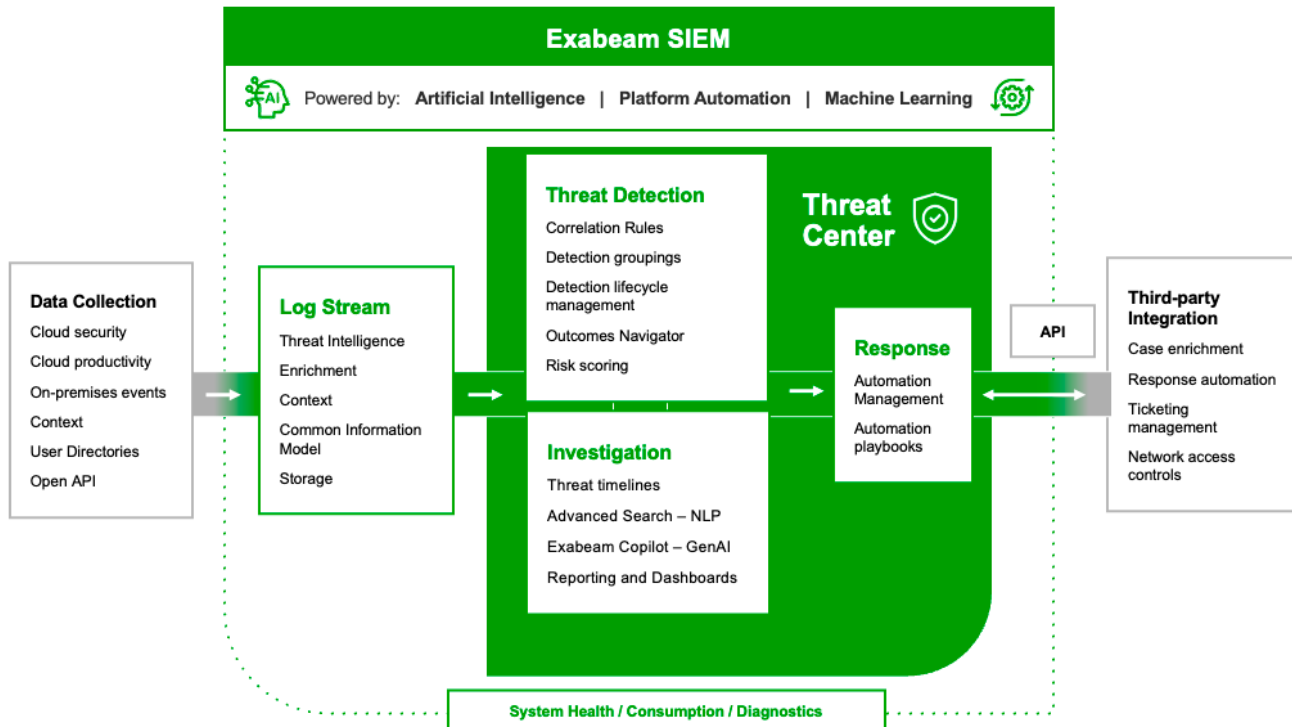 Exabeam SIEM
AI
Powered by: Artificial Intelligence | Platform Automation | Machine Learning
Data Collection
Cloud security
Cloud productivity
On-premises events
Context
User Directories
Open API
Log Stream
Threat Intelligence
Enrichment
Context
Common Information
Model
Storage
Threat Detection
Correlation Rules
Detection groupings
Detection lifecycle
management
Outcomes Navigator
Risk scoring
Investigation
Threat timelines
Advanced Search – NLP
Exabeam Copilot – GenAI
Reporting and Dashboards
Threat
Center
Response
Automation
Management
Automation
playbooks
API
Third-party
Integration
Case enrichment
Response automation
Ticketing
management
Network access
controls
System Health / Consumption / Diagnostics